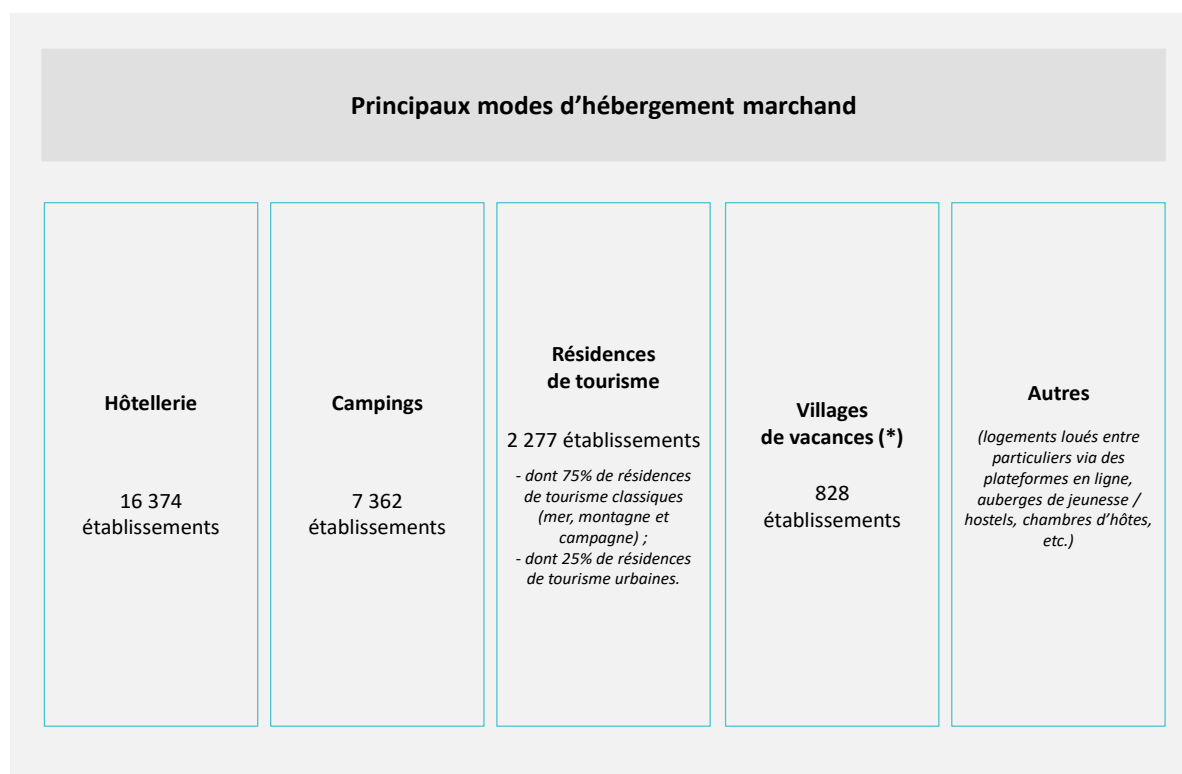 Principaux modes d’hébergement marchand
Hôtellerie
16 374
établissements
Campings
7 362
établissements
Résidences
de tourisme
2 277 établissements
- dont 75% de résidences
de tourisme classiques
(mer, montagne et
campagne) ;
- dont 25% de résidences
de tourisme urbaines.
Villages
de vacances (*)
828
établissements
Autres
(logements loués entre
particuliers via des
plateformes en ligne,
auberges de jeunesse /
hostels, chambres d’hôtes,
etc.)